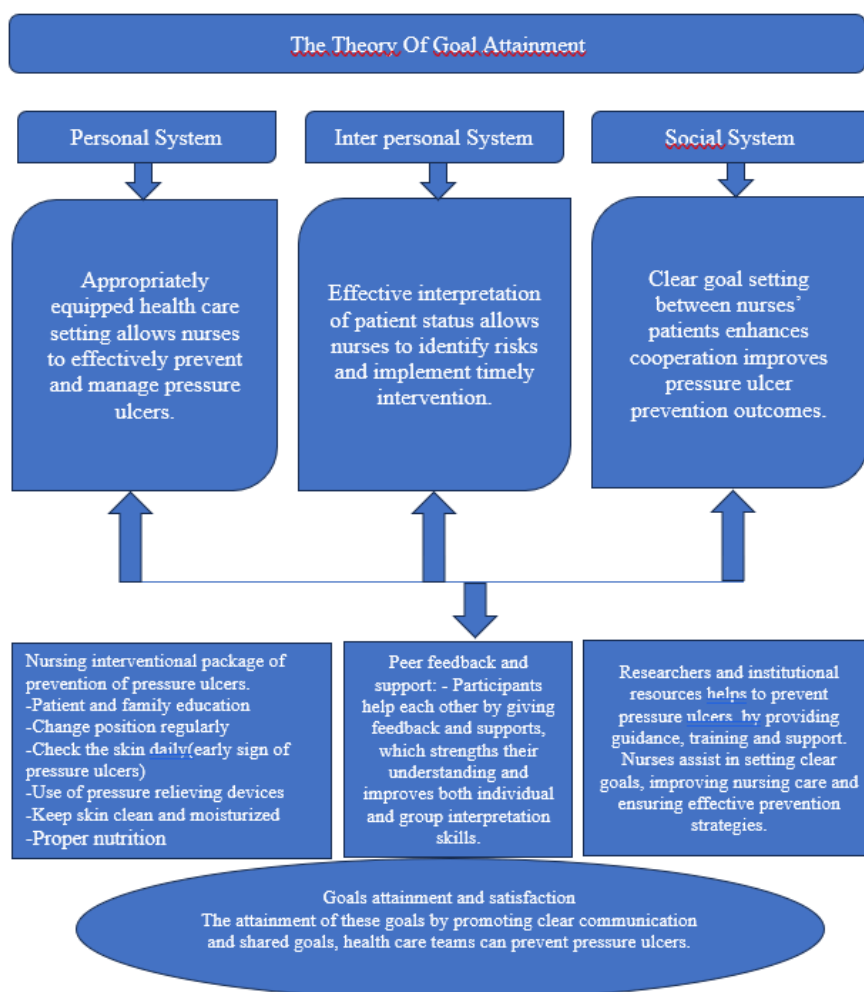 The Theory Of Goal Attainment
Personal System
Inter personal System
Social System
Appropriately
equipped health care
setting allows nurses
to effectively prevent
and manage pressure
ulcers.
Effective interpretation
of patient status allows
nurses to identify risks
and implement timely
intervention.
Clear goal setting
between nurses’
patients enhances
cooperation improves
pressure ulcer
prevention outcomes.
Nursing interventional package of
prevention of pressure ulcers.
-Patient and family education
-Change position regularly
-Check the skin daily(early sign of
pressure ulcers)
-Use of pressure relieving devices
-Keep skin clean and moisturized
-Proper nutrition
Peer feedback and
support: - Participants
help each other by giving
feedback and supports,
which strengthens their
understanding and
improves both individual
and group interpretation
skills.
Researchers and institutional
resources helps to prevent
pressure ulcers by providing
guidance, training and support.
Nurses assist in setting clear
goals, improving nursing care and
ensuring effective prevention
strategies.
Goals attainment and satisfaction
The attainment of these goals by promoting clear communication
and shared goals, health care teams can prevent pressure ulcers.